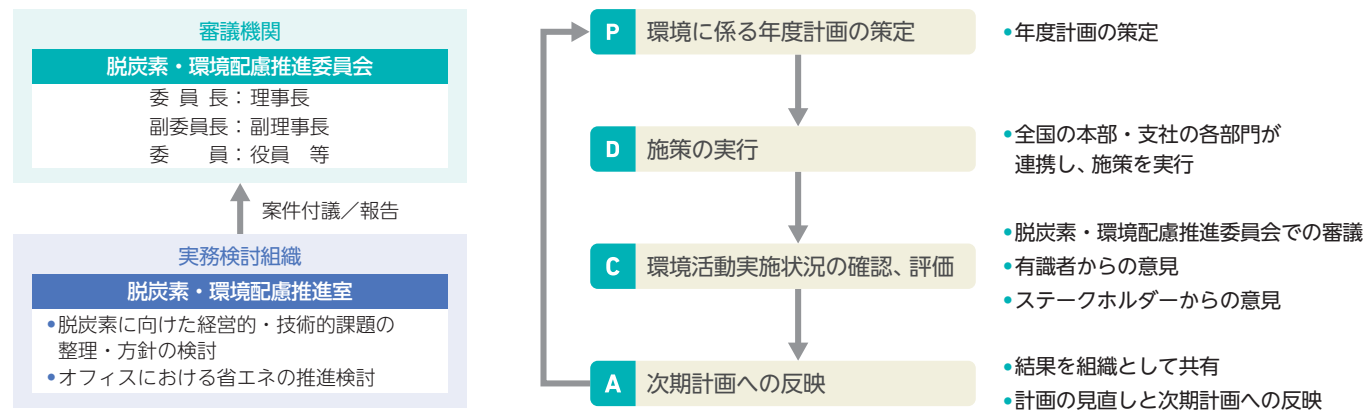 審議機関
脱炭素・環境配慮推進委員会
委員長：理事長
副委員長：副理事長
委　　員：役員　等
案件付議／報告
実務検討組織
脱炭素・環境配慮推進室
•脱炭素に向けた経営的・技術的課題の
整理・方針の検討
•オフィスにおける省エネの推進検討
P 環境に係る年度計画の策定
•年度計画の策定
D 施策の実行
•全国の本部・支社の各部門が
連携し、施策を実行
C 環境活動実施状況の確認、評価
•脱炭素・環境配慮推進委員会での審議
•有識者からの意見
•ステークホルダーからの意見
A 次期計画への反映
•結果を組織として共有
•計画の見直しと次期計画への反映